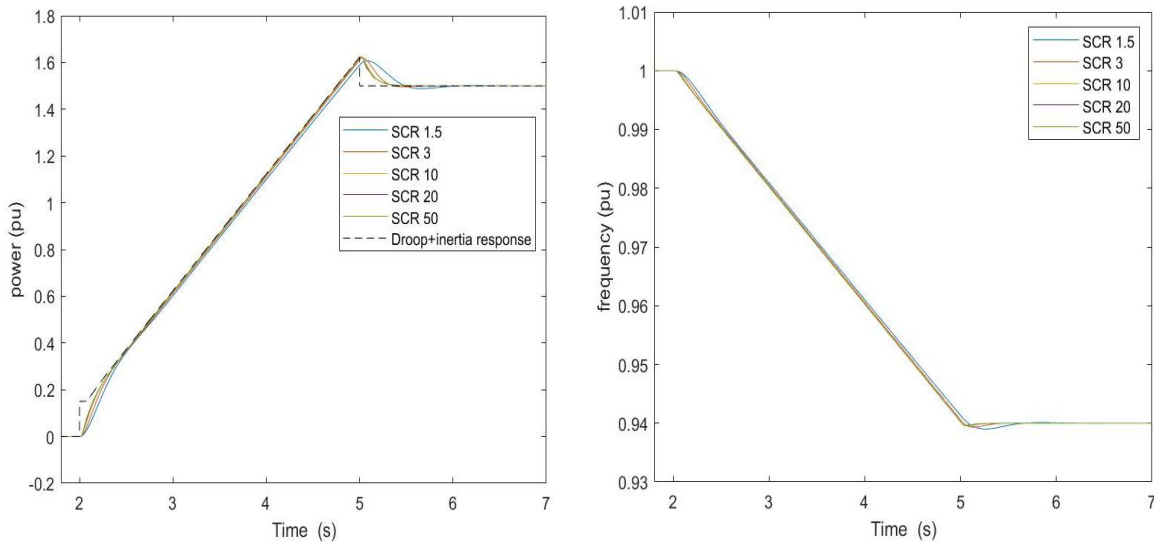 1.8
1.6
1.4
1.2
1
0.8
0.6
0.4
0.2
0
-0.2
power (pu)
SCR 1.5
SCR 3
SCR 10
SCR 20
SCR 50
Droop+inertia response
2 3 4 5 6 7
Time (s)
1.01
1
0.99
0.98
0.97
0.96
0.95
0.94
0.93
frequency (pu)
SCR 1.5
SCR 3
SCR 10
SCR 20
SCR 50
2 3 4 5 6 7
Time (s)